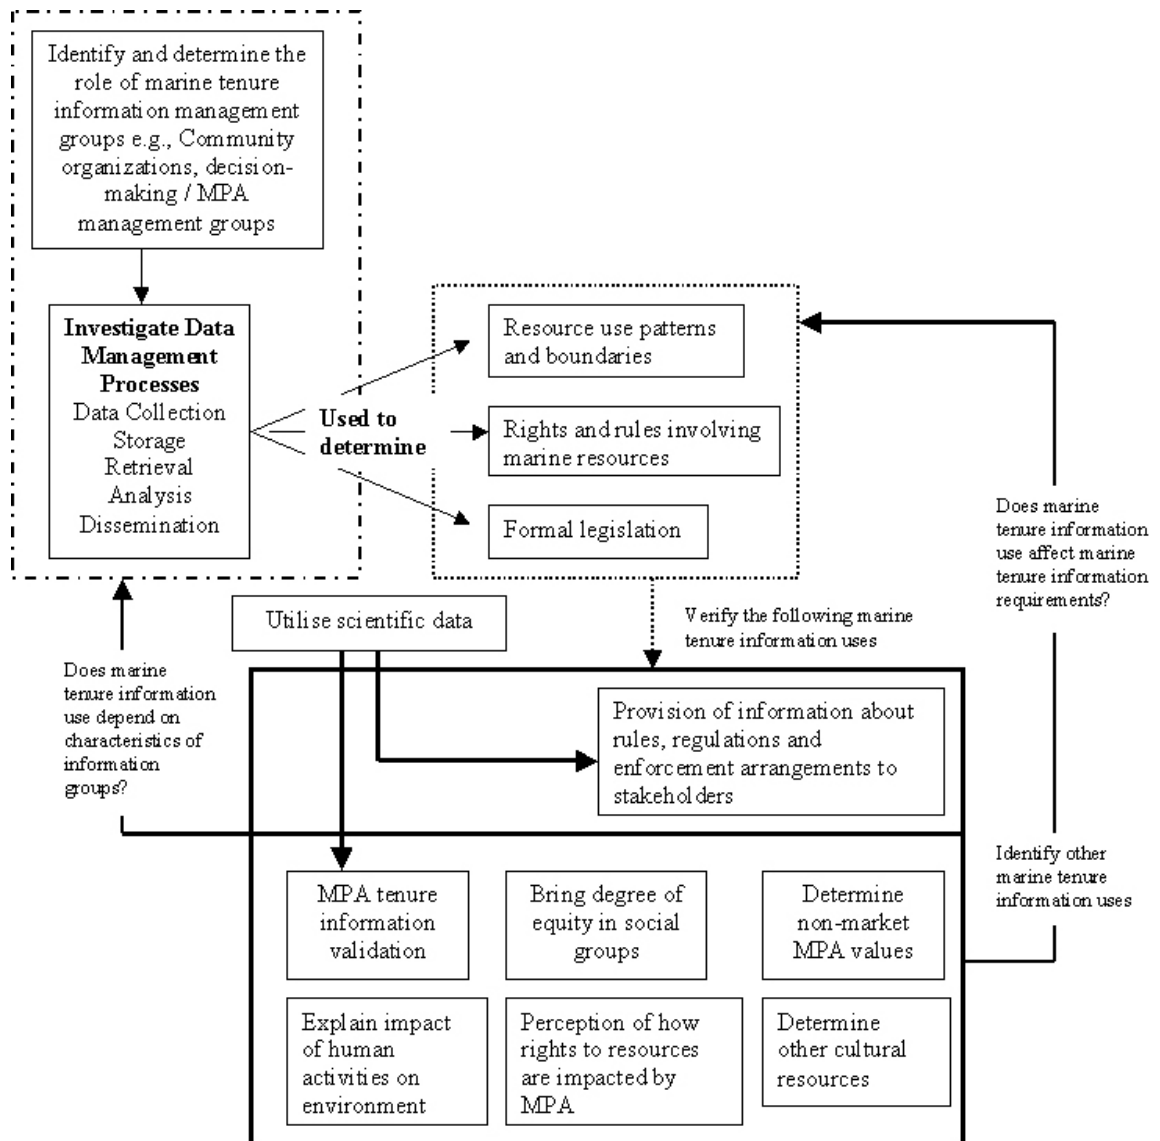 Identify and determine the
role of marine tenure
information management
groups e.g., Community
organizations, decision-
making / MPA
management groups
Investigate Data
Management
Processes
Data Collection
Storage
Retrieval
Analysis
Dissemination
Used to
determine
Resource use patterns
and boundaries
Rights and rules involving
marine resources
Formal legislation
Does marine
tenure information
use affect marine
tenure information
requirements?
Utilise scientific data
Verify the following marine
tenure information uses
Does marine
tenure information
use depend on
characteristics of
information
groups?
Provision of information about
rules, regulations and
enforcement arrangements to
stakeholders
Identify other
marine tenure
information uses
MPA tenure
information
validation
Bring degree of
equity in social
groups
Determine
non-market
MPA values
Explain impact
of human
activities on
environment
Perception of how
rights to resources
are impacted by
MPA
Determine
other cultural
resources